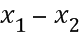 x₁ − x₂